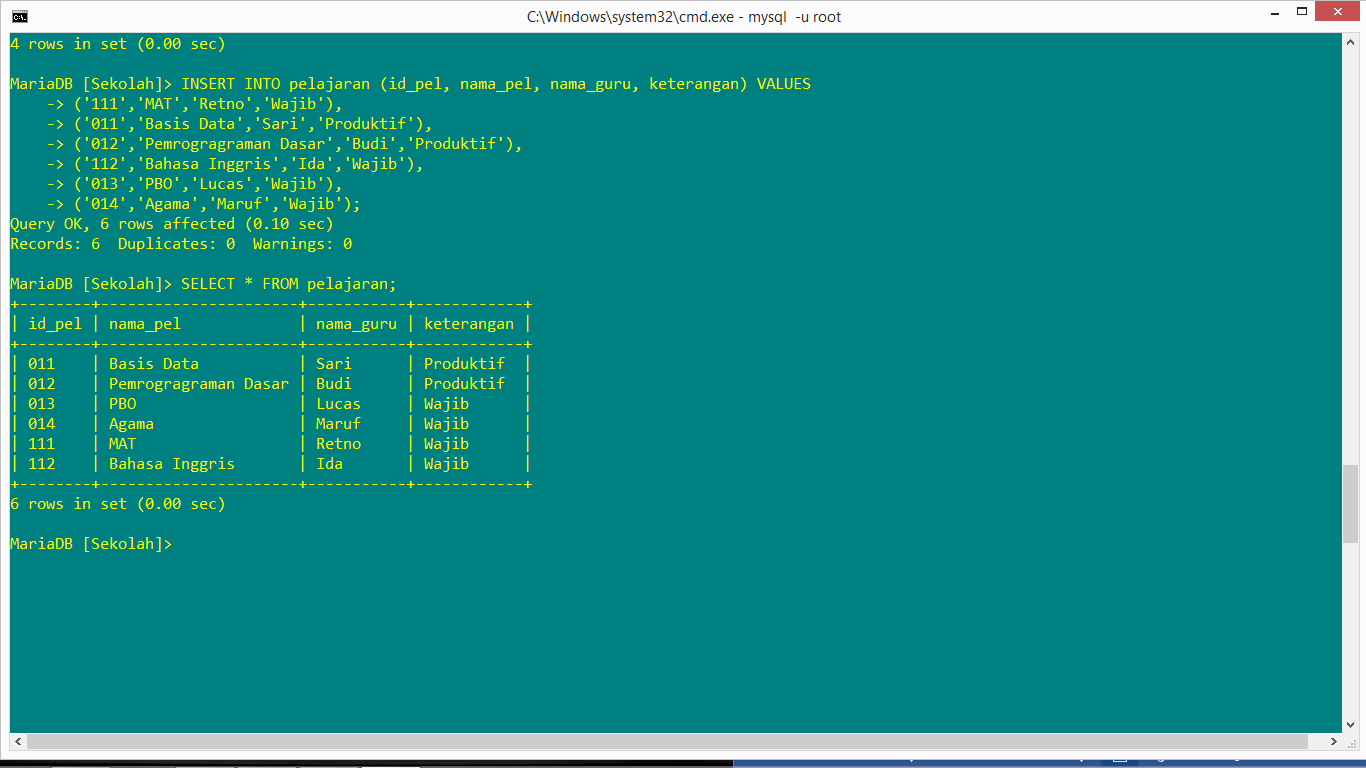 C:\Windows\system32\cmd.exe - mysql  -u root
4 rows in set (0.00 sec)
MariaDB [Sekolah]> INSERT INTO pelajaran (id_pel, nama_pel, nama_guru, keterangan) VALUES
    -> ('111','MAT','Retno','Wajib'),
    -> ('011','Basis Data','Sari','Produktif'),
    -> ('012','Pemrogragraman Dasar','Budi','Produktif'),
    -> ('112','Bahasa Inggris','Ida','Wajib'),
    -> ('013','PBO','Lucas','Wajib'),
    -> ('014','Agama','Maruf','Wajib');
Query OK, 6 rows affected (0.10 sec)
Records: 6  Duplicates: 0  Warnings: 0
MariaDB [Sekolah]> SELECT * FROM pelajaran;
+--------+----------------------+-----------+------------+
| id_pel | nama_pel             | nama_guru | keterangan |
+--------+----------------------+-----------+------------+
| 011    | Basis Data           | Sari      | Produktif  |
| 012    | Pemrogragraman Dasar | Budi      | Produktif  |
| 013    | PBO                  | Lucas     | Wajib      |
| 014    | Agama                | Maruf     | Wajib      |
| 111    | MAT                  | Retno     | Wajib      |
| 112    | Bahasa Inggris       | Ida       | Wajib      |
+--------+----------------------+-----------+------------+
6 rows in set (0.00 sec)
MariaDB [Sekolah]>